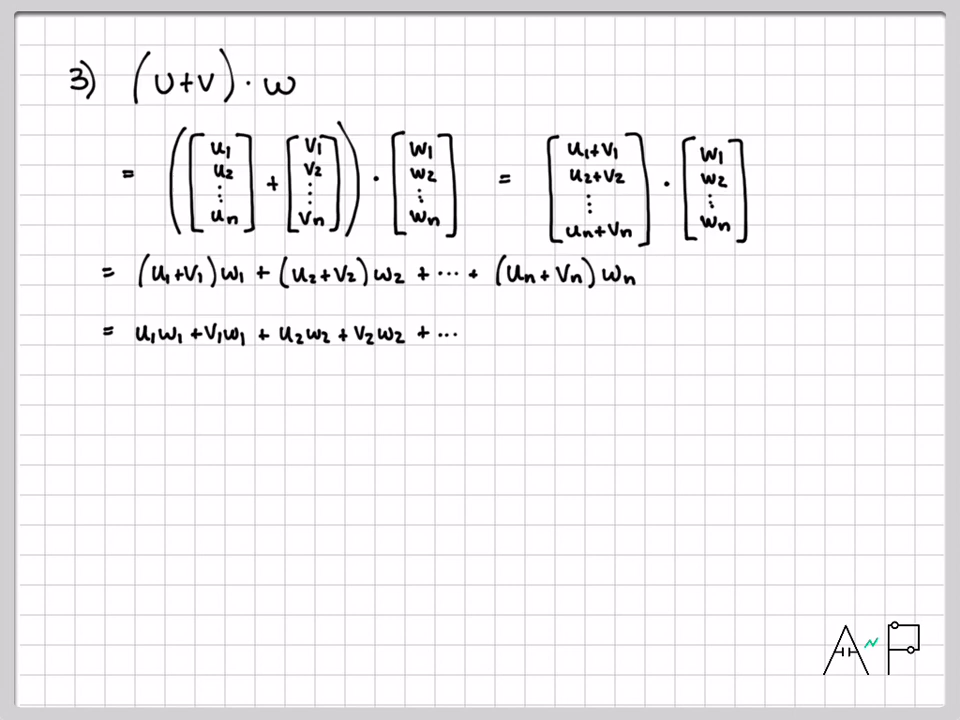 3) (u+v) · w
= ([u₁ u₂ ⋮ uₙ] + [v₁ v₂ ⋮ vₙ]) · [w₁ w₂ ⋮ wₙ] = [u₁+v₁ u₂+v₂ ⋮ uₙ+vₙ] · [w₁ w₂ ⋮ wₙ]
= (u₁+v₁)w₁ + (u₂+v₂)w₂ + ⋯ + (uₙ+vₙ)wₙ
= u₁w₁ + v₁w₁ + u₂w₂ + v₂w₂ + ⋯
A P